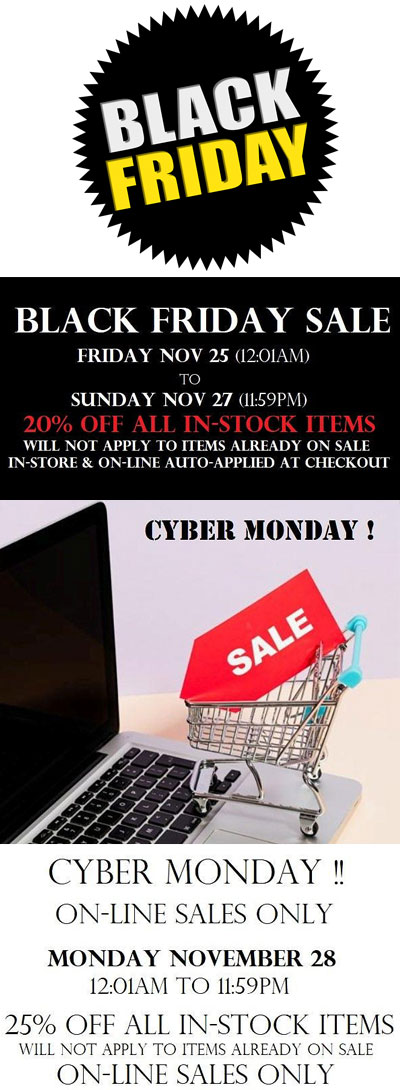 BLACK
FRIDAY
BLACK FRIDAY SALE
FRIDAY NOV 25 (12:01AM)
TO
SUNDAY NOV 27 (11:59PM)
20% OFF ALL IN-STOCK ITEMS
WILL NOT APPLY TO ITEMS ALREADY ON SALE
IN-STORE & ON-LINE AUTO-APPLIED AT CHECKOUT
CYBER MONDAY !
SALE
CYBER MONDAY !!
ON-LINE SALES ONLY
MONDAY NOVEMBER 28
12:01AM TO 11:59PM
25% OFF ALL IN-STOCK ITEMS
WILL NOT APPLY TO ITEMS ALREADY ON SALE
ON-LINE SALES ONLY